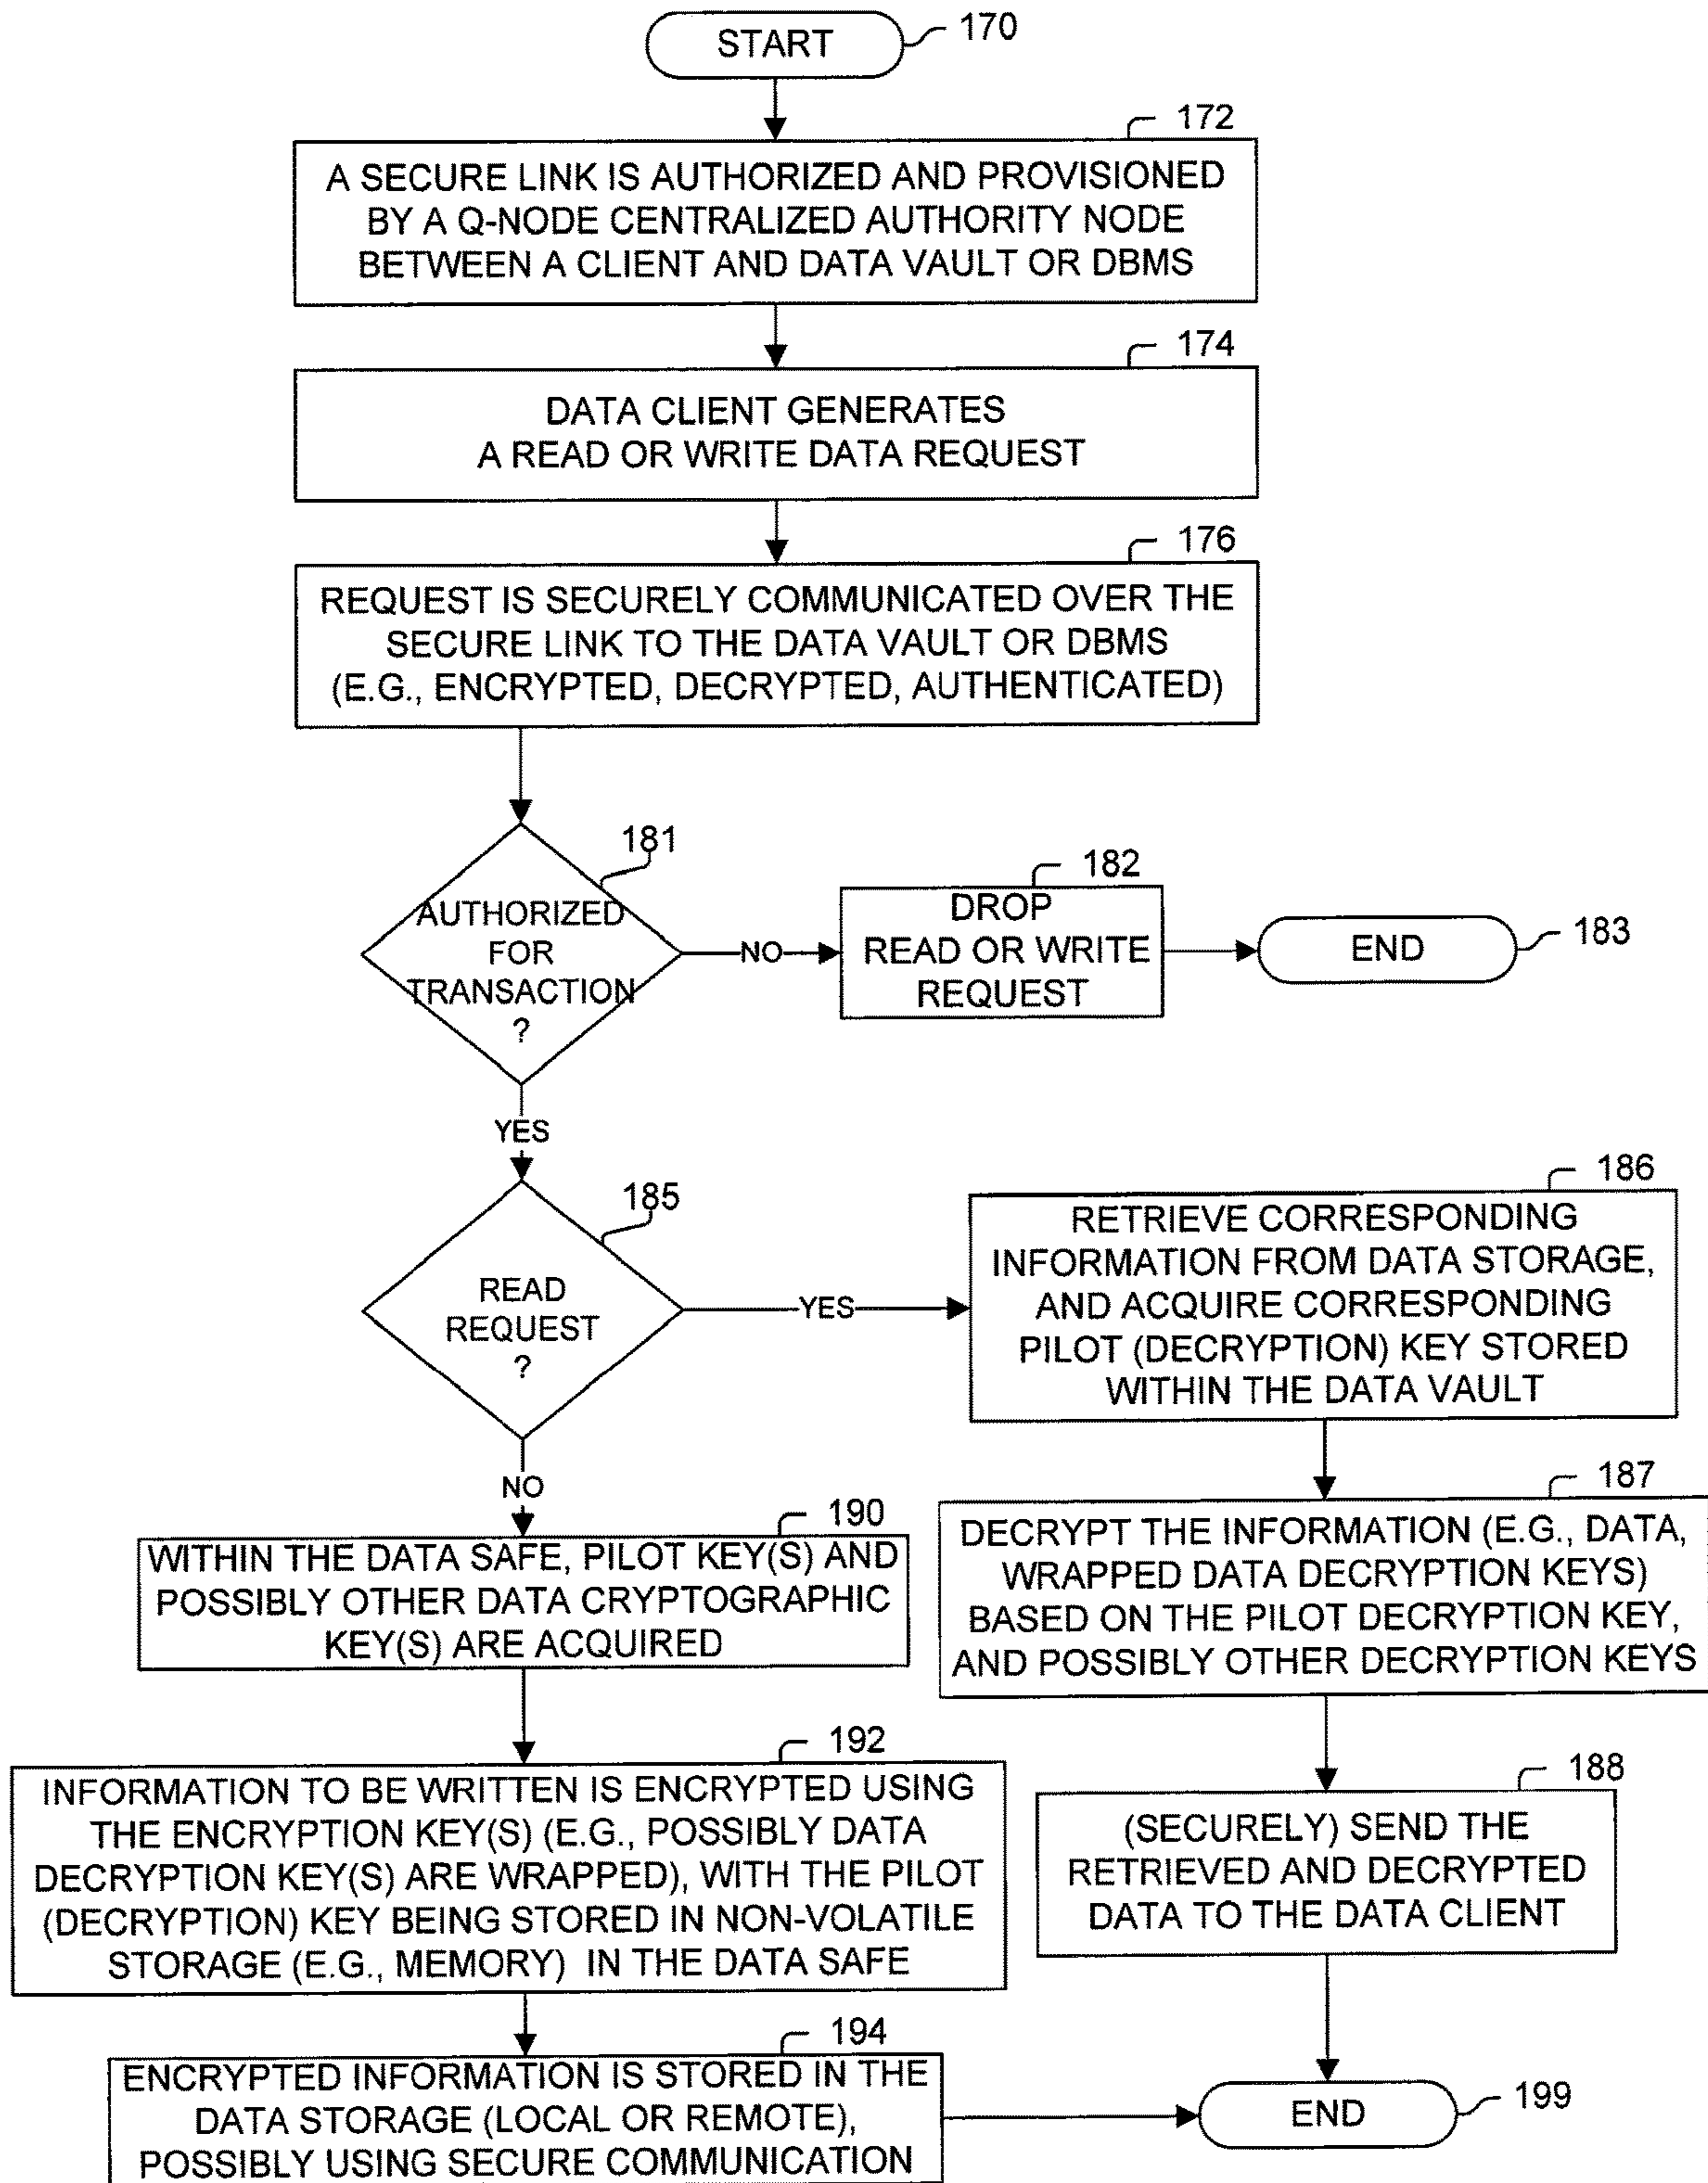 START
170
172
A SECURE LINK IS AUTHORIZED AND PROVISIONED
BY A Q-NODE CENTRALIZED AUTHORITY NODE
BETWEEN A CLIENT AND DATA VAULT OR DBMS
174
DATA CLIENT GENERATES
A READ OR WRITE DATA REQUEST
176
REQUEST IS SECURELY COMMUNICATED OVER THE
SECURE LINK TO THE DATA VAULT OR DBMS
(E.G., ENCRYPTED, DECRYPTED, AUTHENTICATED)
181
AUTHORIZED
FOR
TRANSACTION
?
NO
182
DROP
READ OR WRITE
REQUEST
END
183
YES
185
READ
REQUEST
?
YES
186
RETRIEVE CORRESPONDING
INFORMATION FROM DATA STORAGE,
AND ACQUIRE CORRESPONDING
PILOT (DECRYPTION) KEY STORED
WITHIN THE DATA VAULT
187
DECRYPT THE INFORMATION (E.G., DATA,
WRAPPED DATA DECRYPTION KEYS)
BASED ON THE PILOT DECRYPTION KEY,
AND POSSIBLY OTHER DECRYPTION KEYS
188
(SECURELY) SEND THE
RETRIEVED AND DECRYPTED
DATA TO THE DATA CLIENT
NO
190
WITHIN THE DATA SAFE, PILOT KEY(S) AND
POSSIBLY OTHER DATA CRYPTOGRAPHIC
KEY(S) ARE ACQUIRED
192
INFORMATION TO BE WRITTEN IS ENCRYPTED USING
THE ENCRYPTION KEY(S) (E.G., POSSIBLY DATA
DECRYPTION KEY(S) ARE WRAPPED), WITH THE PILOT
(DECRYPTION) KEY BEING STORED IN NON-VOLATILE
STORAGE (E.G., MEMORY) IN THE DATA SAFE
194
ENCRYPTED INFORMATION IS STORED IN THE
DATA STORAGE (LOCAL OR REMOTE),
POSSIBLY USING SECURE COMMUNICATION
END
199